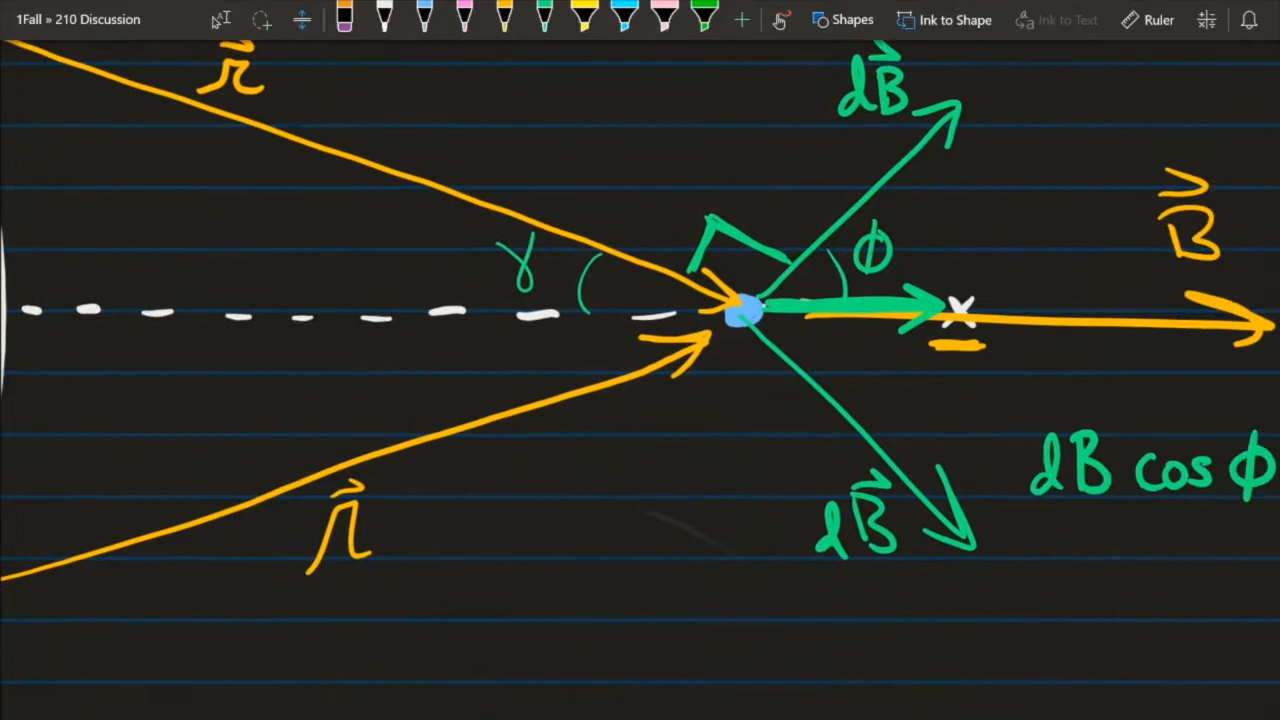 1Fall » 210 Discussion
Shapes
Ink to Shape
Ink to Text
Ruler
r⃗
dB⃗
γ
ϕ
B⃗
r⃗
dB⃗
dB cos ϕ